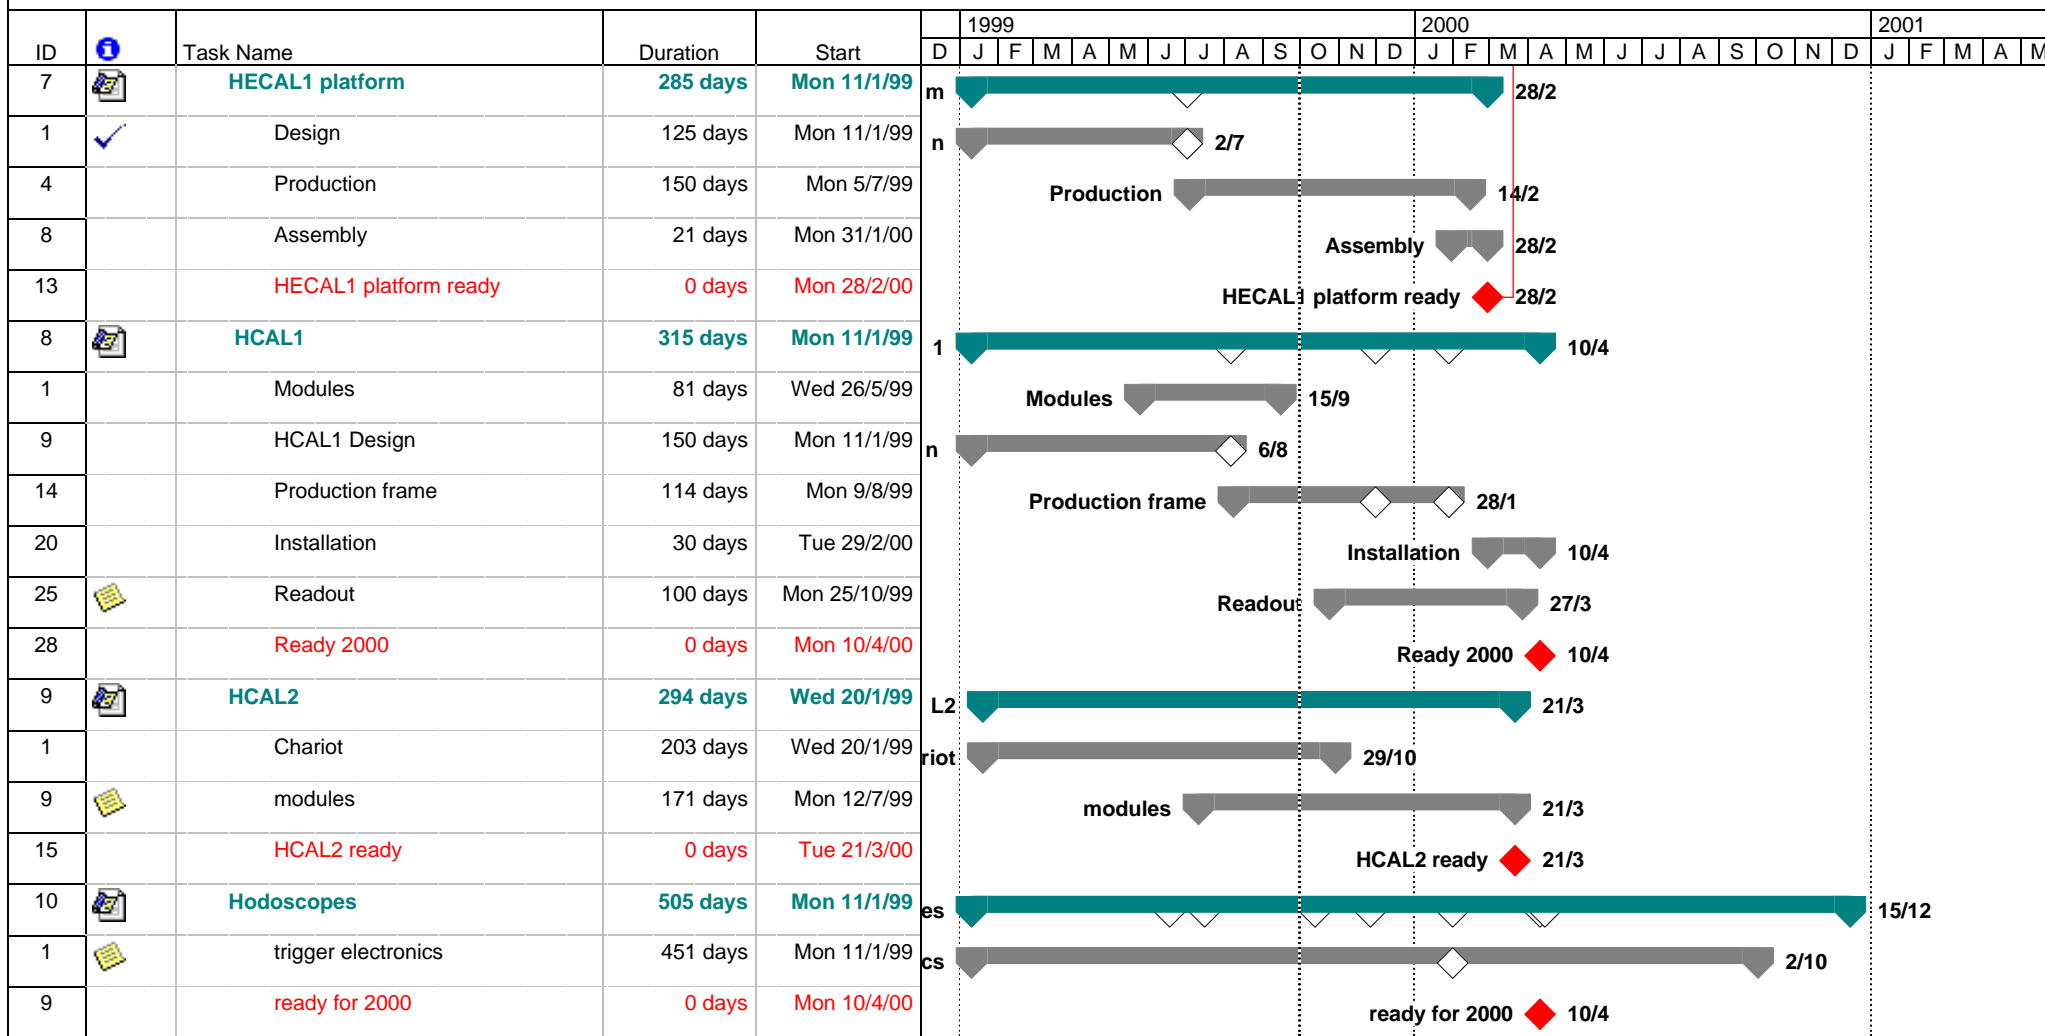 1999 2000 2001
ID Task Name Duration Start D J F M A M J J A S O N D J F M A M J J A S O N D J F M A M
7 HECAL1 platform 285 days Mon 11/1/99 m 28/2
1 Design 125 days Mon 11/1/99 n 2/7
4 Production 150 days Mon 5/7/99 Production 14/2
8 Assembly 21 days Mon 31/1/00 Assembly 28/2
13 HECAL1 platform ready 0 days Mon 28/2/00 HECAL1 platform ready 28/2
8 HCAL1 315 days Mon 11/1/99 1 10/4
1 Modules 81 days Wed 26/5/99 Modules 15/9
9 HCAL1 Design 150 days Mon 11/1/99 n 6/8
14 Production frame 114 days Mon 9/8/99 Production frame 28/1
20 Installation 30 days Tue 29/2/00 Installation 10/4
25 Readout 100 days Mon 25/10/99 Readout 27/3
28 Ready 2000 0 days Mon 10/4/00 Ready 2000 10/4
9 HCAL2 294 days Wed 20/1/99 L2 21/3
1 Chariot 203 days Wed 20/1/99 riot 29/10
9 modules 171 days Mon 12/7/99 modules 21/3
15 HCAL2 ready 0 days Tue 21/3/00 HCAL2 ready 21/3
10 Hodoscopes 505 days Mon 11/1/99 es 15/12
1 trigger electronics 451 days Mon 11/1/99 cs 2/10
9 ready for 2000 0 days Mon 10/4/00 ready for 2000 10/4